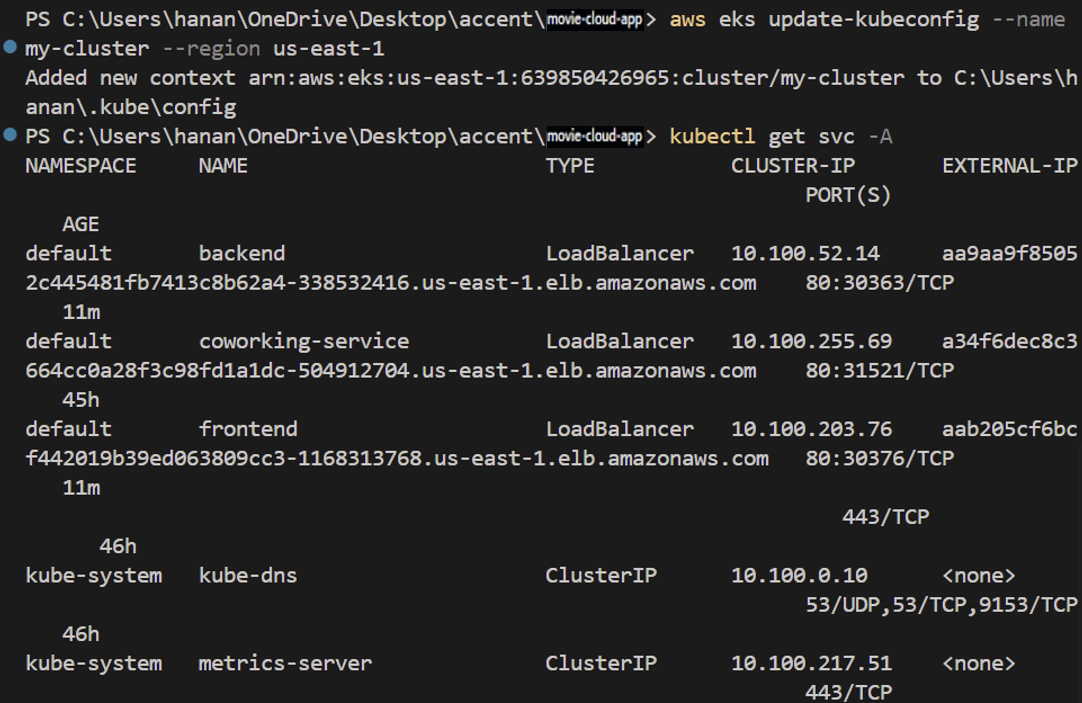 PS C:\Users\hanan\OneDrive\Desktop\accent\movie-cloud-app> aws eks update-kubeconfig --name
my-cluster --region us-east-1
Added new context arn:aws:eks:us-east-1:639850426965:cluster/my-cluster to C:\Users\h
anan\.kube\config
PS C:\Users\hanan\OneDrive\Desktop\accent\movie-cloud-app> kubectl get svc -A
NAMESPACE     NAME                        TYPE           CLUSTER-IP       EXTERNAL-IP
PORT(S)
AGE
default       backend                     LoadBalancer   10.100.52.14     aa9aa9f8505
2c445481fb7413c8b62a4-338532416.us-east-1.elb.amazonaws.com    80:30363/TCP
11m
default       coworking-service           LoadBalancer   10.100.255.69    a34f6dec8c3
664cc0a28f3c98fd1a1dc-504912704.us-east-1.elb.amazonaws.com    80:31521/TCP
45h
default       frontend                    LoadBalancer   10.100.203.76    aab205cf6bc
f442019b39ed063809cc3-1168313768.us-east-1.elb.amazonaws.com   80:30376/TCP
11m
443/TCP
46h
kube-system   kube-dns                    ClusterIP      10.100.0.10      <none>
53/UDP,53/TCP,9153/TCP
46h
kube-system   metrics-server              ClusterIP      10.100.217.51    <none>
443/TCP